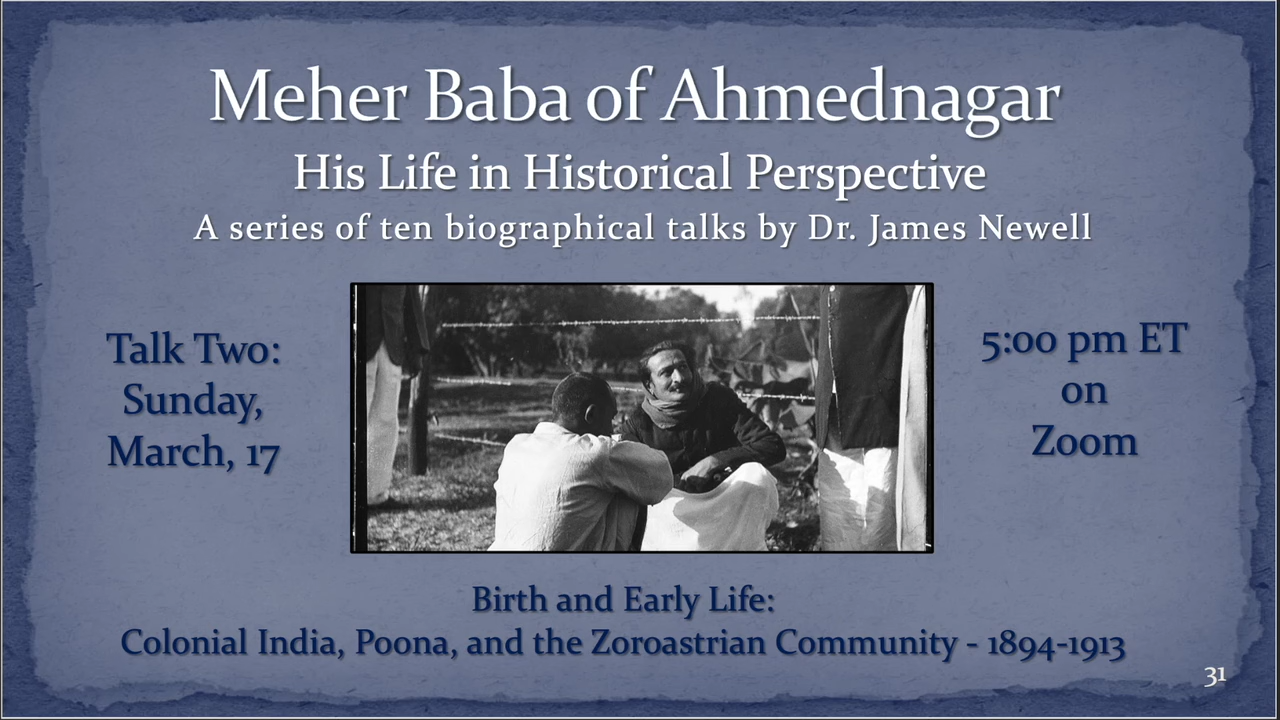 Meher Baba of Ahmednagar
His Life in Historical Perspective
A series of ten biographical talks by Dr. James Newell
Talk Two:
Sunday,
March, 17
5:00 pm ET
on
Zoom
Birth and Early Life:
Colonial India, Poona, and the Zoroastrian Community - 1894-1913
31